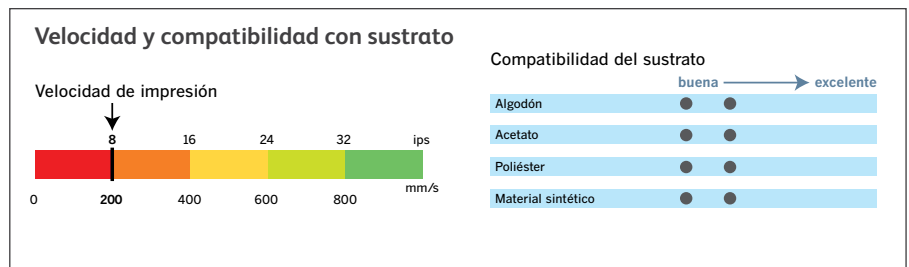 Velocidad y compatibilidad con sustrato
Velocidad de impresión
8 16 24 32 ips
0 200 400 600 800 mm/s
Compatibilidad del sustrato
buena excelente
Algodón
Acetato
Poliéster
Material sintético